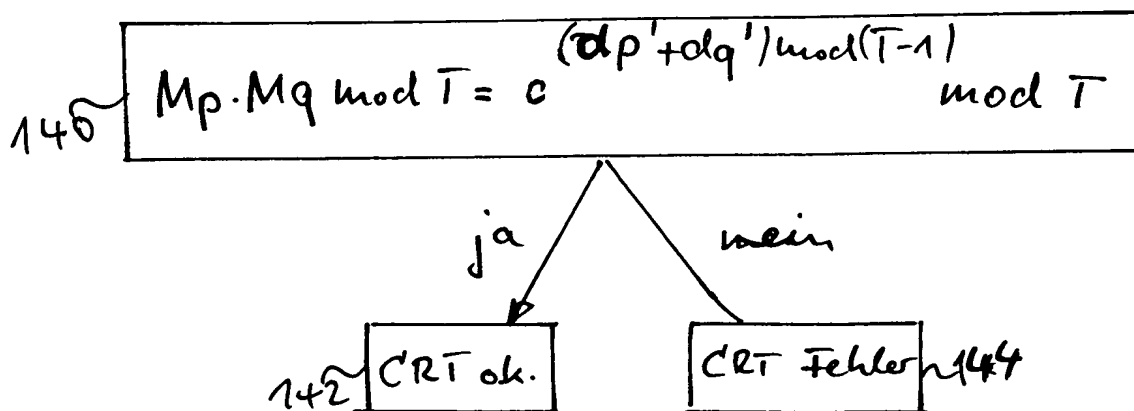 (dp'+dq')mod(T-1)
Mp·Mq mod T = c mod T
140
ja nein
CRT ok. CRT Fehler
142 144